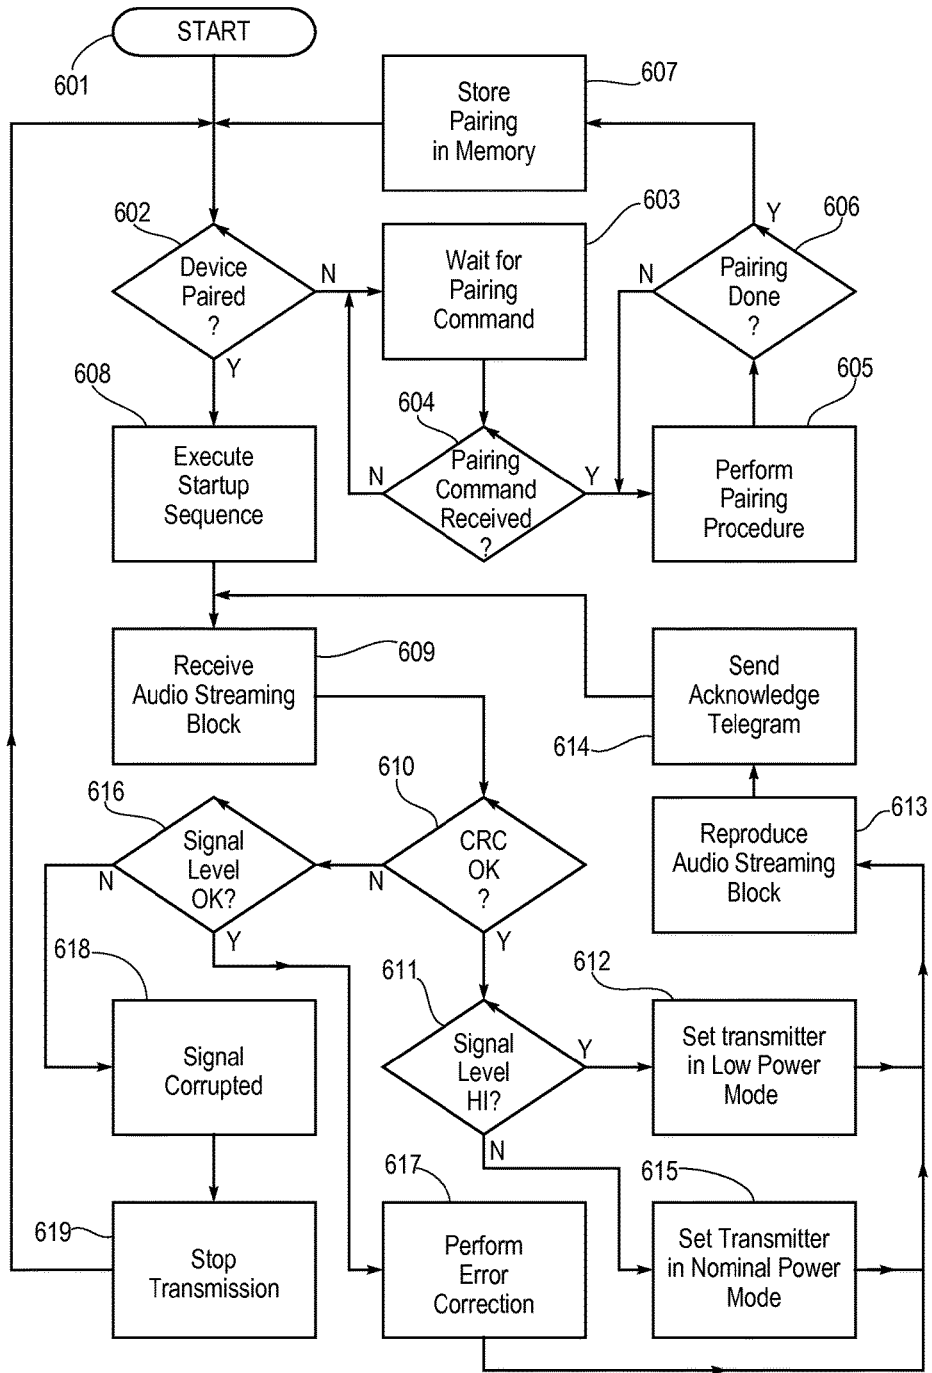 START
601
607
Store
Pairing
in Memory
602
603
606
Device
Paired
?
N
Y
Wait for
Pairing
Command
Y
N
Pairing
Done
?
608
604
605
Execute
Startup
Sequence
N
Pairing
Command
Received
?
Y
Perform
Pairing
Procedure
Receive
Audio Streaming
Block
609
Send
Acknowledge
Telegram
614
616
610
613
Signal
Level
OK?
N
Y
CRC
OK
?
N
Y
Reproduce
Audio Streaming
Block
618
611
612
Signal
Corrupted
Signal
Level
HI?
Y
N
Set transmitter
in Low Power
Mode
619
617
615
Stop
Transmission
Perform
Error
Correction
Set Transmitter
in Nominal Power
Mode